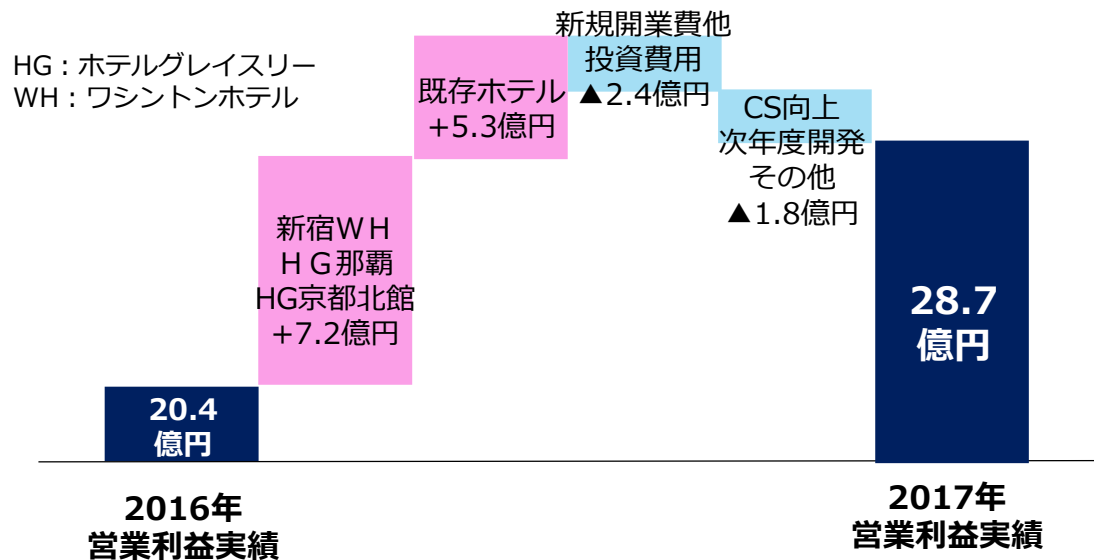 HG：ホテルグレイスリー
WH：ワシントンホテル
20.4
億円
新宿ＷＨ
ＨＧ那覇
HG京都北館
+7.2億円
既存ホテル
+5.3億円
新規開業費他
投資費用
▲2.4億円
CS向上
次年度開発
その他
▲1.8億円
28.7
億円
2016年
営業利益実績
2017年
営業利益実績